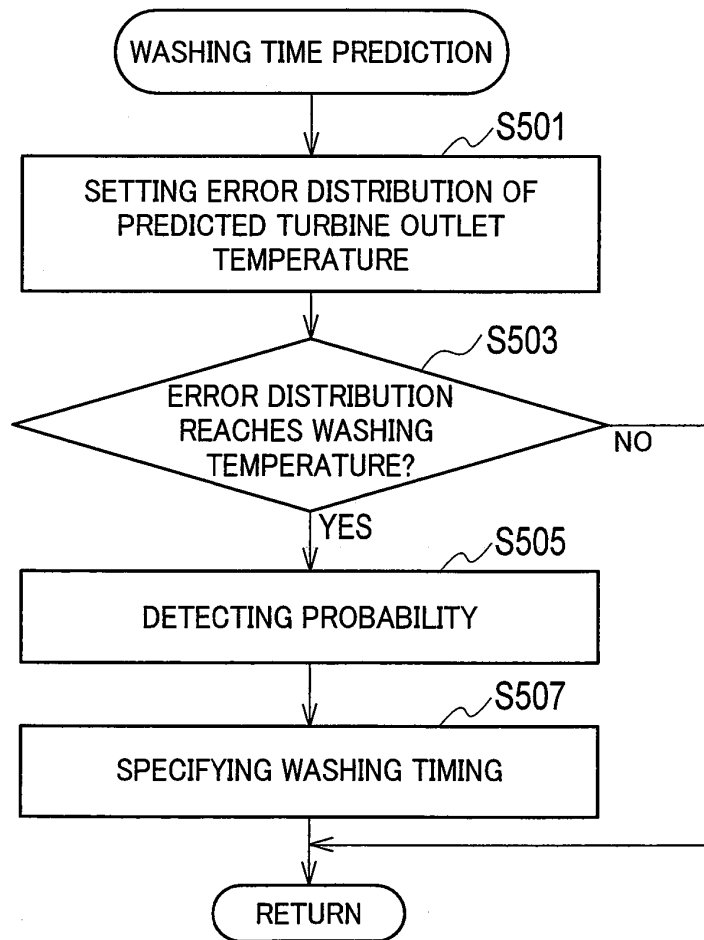 WASHING TIME PREDICTION
S501
SETTING ERROR DISTRIBUTION OF
PREDICTED TURBINE OUTLET
TEMPERATURE
S503
ERROR DISTRIBUTION
REACHES WASHING
TEMPERATURE?
NO
YES
S505
DETECTING PROBABILITY
S507
SPECIFYING WASHING TIMING
RETURN